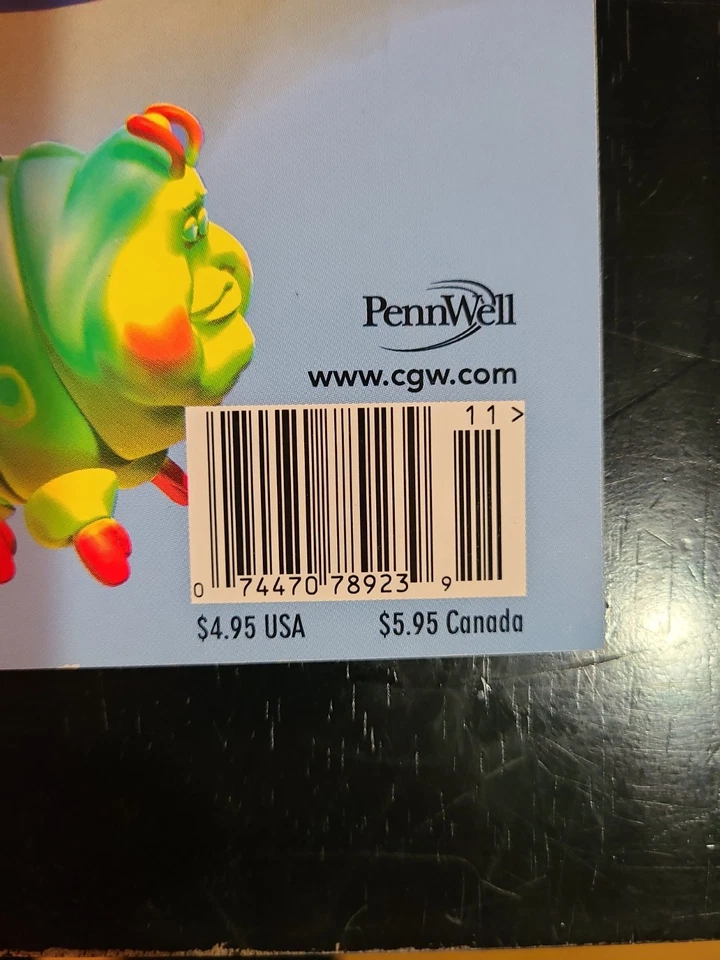 PennWell
www.cgw.com
11>
0 74470 78923 9
$4.95 USA $5.95 Canada